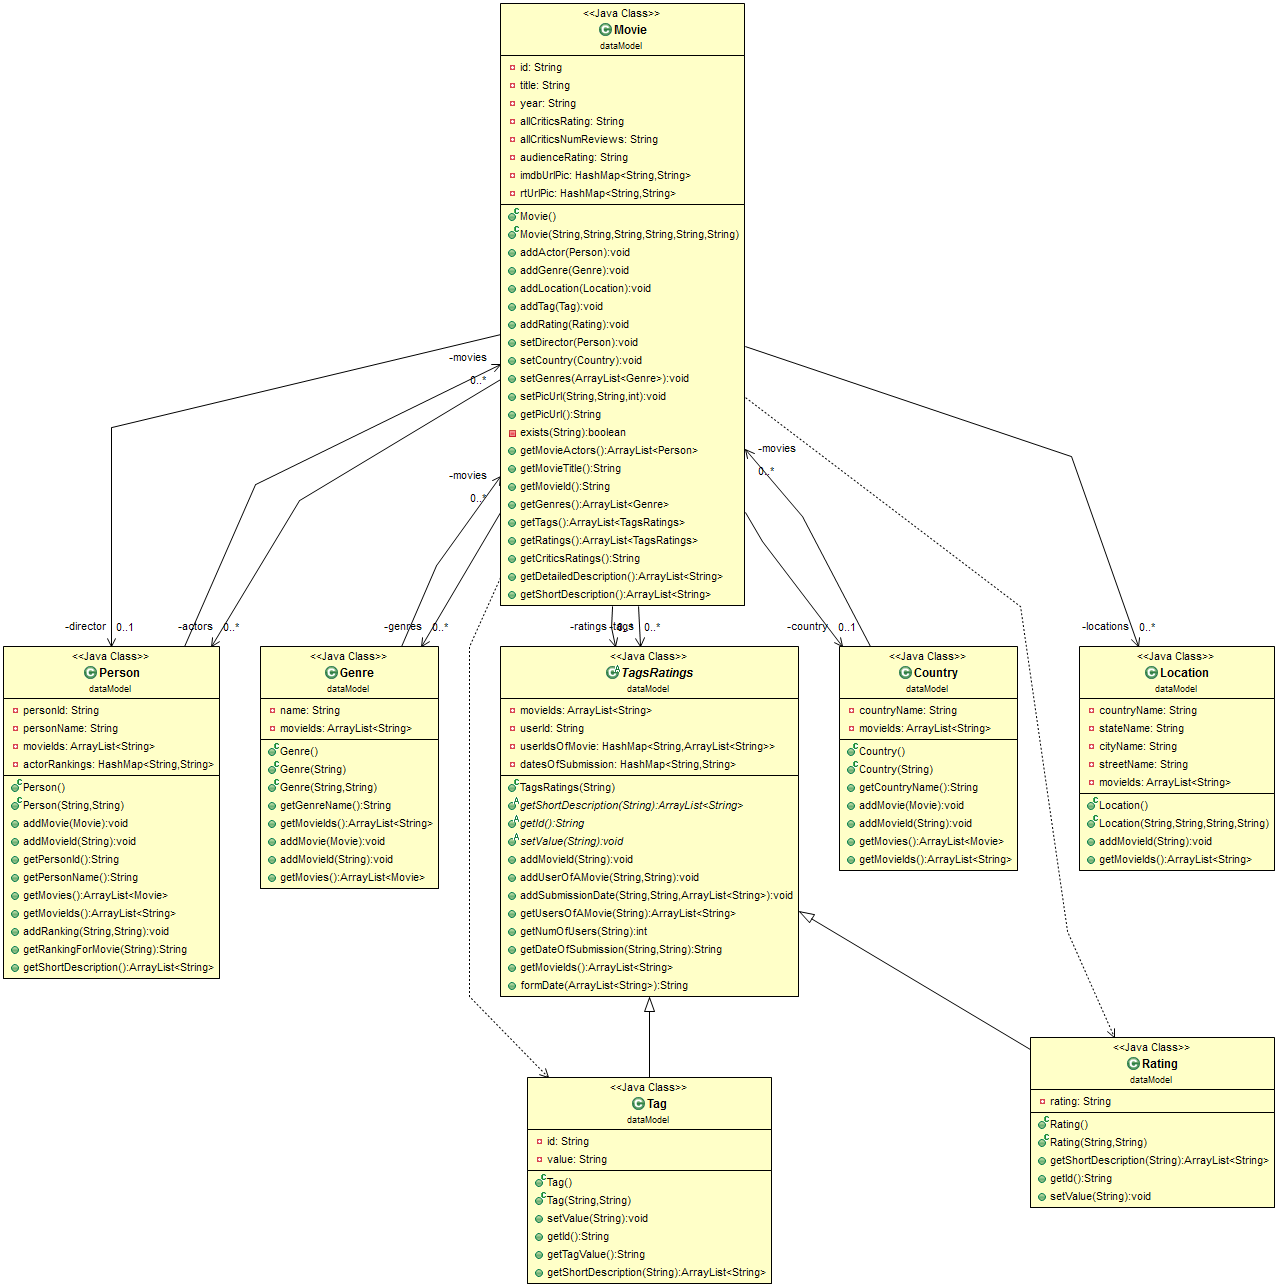 <<Java Class>>
Movie
dataModel
id: String
title: String
year: String
allCriticsRating: String
allCriticsNumReviews: String
audienceRating: String
imdbUrlPic: HashMap<String,String>
rtUrlPic: HashMap<String,String>
Movie()
Movie(String,String,String,String,String,String)
addActor(Person):void
addGenre(Genre):void
addLocation(Location):void
addTag(Tag):void
addRating(Rating):void
setDirector(Person):void
setCountry(Country):void
setGenres(ArrayList<Genre>):void
setPicUrl(String,String,int):void
getPicUrl():String
exists(String):boolean
getMovieActors():ArrayList<Person>
getMovieTitle():String
getMovieId():String
getGenres():ArrayList<Genre>
getTags():ArrayList<TagsRatings>
getRatings():ArrayList<TagsRatings>
getCriticsRatings():String
getDetailedDescription():ArrayList<String>
getShortDescription():ArrayList<String>
-movies
0..*
-movies
0..*
-movies
0..*
-director 0..1
-actors 0..*
-genres 0..*
-ratings 0..*
-tags 0..*
-country 0..1
-locations 0..*
<<Java Class>>
Person
dataModel
personId: String
personName: String
movieIds: ArrayList<String>
actorRankings: HashMap<String,String>
Person()
Person(String,String)
addMovie(Movie):void
addMovieId(String):void
getPersonId():String
getPersonName():String
getMovies():ArrayList<Movie>
getMovieIds():ArrayList<String>
addRanking(String,String):void
getRankingForMovie(String):String
getShortDescription():ArrayList<String>
<<Java Class>>
Genre
dataModel
name: String
movieIds: ArrayList<String>
Genre()
Genre(String)
Genre(String,String)
getGenreName():String
getMovieIds():ArrayList<String>
addMovie(Movie):void
addMovieId(String):void
getMovies():ArrayList<Movie>
<<Java Class>>
TagsRatings
dataModel
movieIds: ArrayList<String>
userId: String
userIdsOfMovie: HashMap<String,ArrayList<String>>
datesOfSubmission: HashMap<String,String>
TagsRatings(String)
getShortDescription(String):ArrayList<String>
getId():String
setValue(String):void
addMovieId(String):void
addUserOfAMovie(String,String):void
addSubmissionDate(String,String,ArrayList<String>):void
getUsersOfAMovie(String):ArrayList<String>
getNumOfUsers(String):int
getDateOfSubmission(String,String):String
getMovieIds():ArrayList<String>
formDate(ArrayList<String>):String
<<Java Class>>
Country
dataModel
countryName: String
movieIds: ArrayList<String>
Country()
Country(String)
getCountryName():String
addMovie(Movie):void
addMovieId(String):void
getMovies():ArrayList<Movie>
getMovieIds():ArrayList<String>
<<Java Class>>
Location
dataModel
countryName: String
stateName: String
cityName: String
streetName: String
movieIds: ArrayList<String>
Location()
Location(String,String,String,String)
addMovieId(String):void
getMovieIds():ArrayList<String>
<<Java Class>>
Tag
dataModel
id: String
value: String
Tag()
Tag(String,String)
setValue(String):void
getId():String
getTagValue():String
getShortDescription(String):ArrayList<String>
<<Java Class>>
Rating
dataModel
rating: String
Rating()
Rating(String,String)
getShortDescription(String):ArrayList<String>
getId():String
setValue(String):void